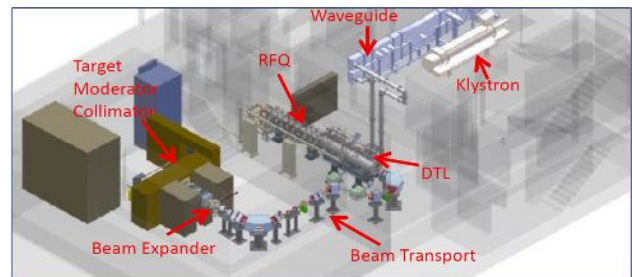 Waveguide
RFQ
Target
Moderator
Collimator
Klystron
DTL
Beam Expander
Beam Transport